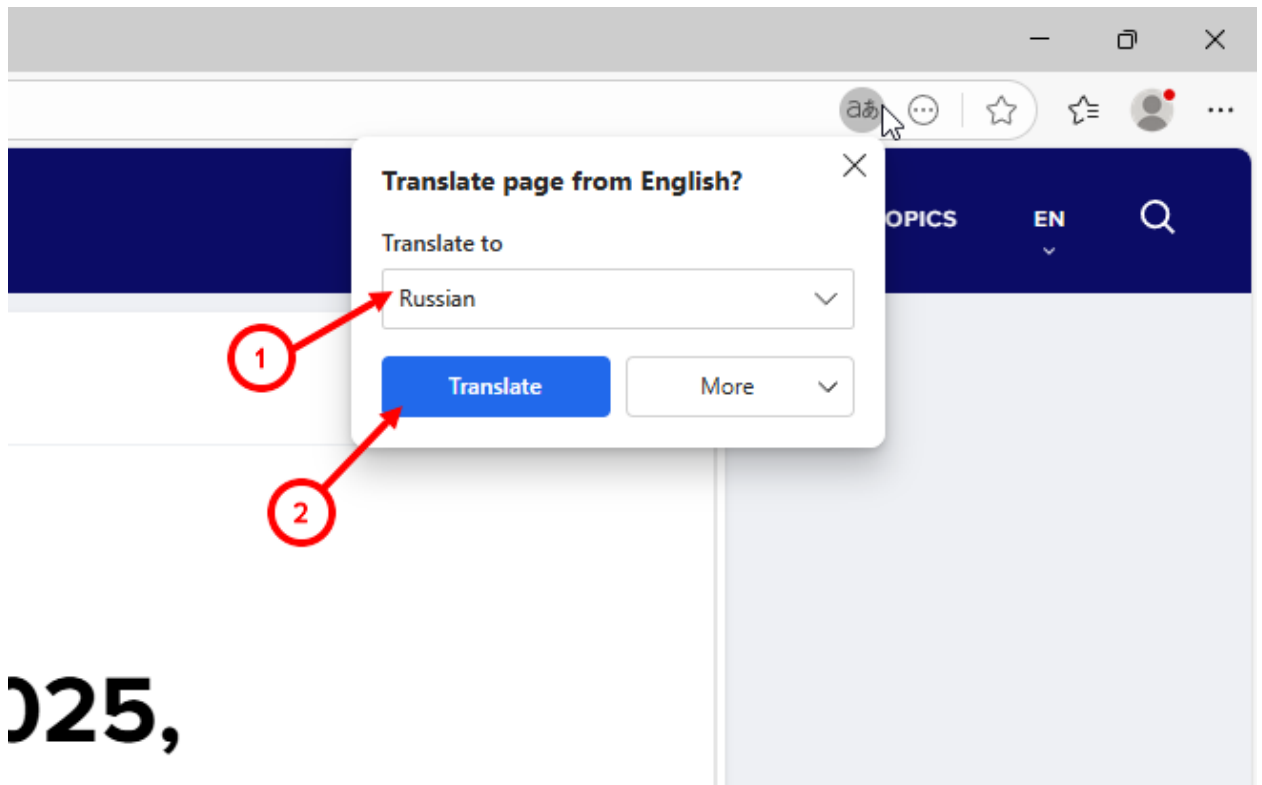 aあ
Translate page from English?
OPICS
EN
Translate to
Russian
1
Translate
More
2
025,